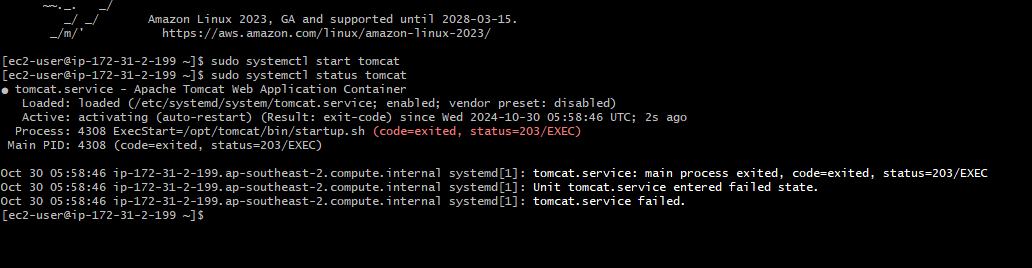 ~~._.   _/
_/ _/       Amazon Linux 2023, GA and supported until 2028-03-15.
_/m/'           https://aws.amazon.com/linux/amazon-linux-2023/
[ec2-user@ip-172-31-2-199 ~]$ sudo systemctl start tomcat
[ec2-user@ip-172-31-2-199 ~]$ sudo systemctl status tomcat
● tomcat.service - Apache Tomcat Web Application Container
Loaded: loaded (/etc/systemd/system/tomcat.service; enabled; vendor preset: disabled)
Active: activating (auto-restart) (Result: exit-code) since Wed 2024-10-30 05:58:46 UTC; 2s ago
Process: 4308 ExecStart=/opt/tomcat/bin/startup.sh (code=exited, status=203/EXEC)
Main PID: 4308 (code=exited, status=203/EXEC)
Oct 30 05:58:46 ip-172-31-2-199.ap-southeast-2.compute.internal systemd[1]: tomcat.service: main process exited, code=exited, status=203/EXEC
Oct 30 05:58:46 ip-172-31-2-199.ap-southeast-2.compute.internal systemd[1]: Unit tomcat.service entered failed state.
Oct 30 05:58:46 ip-172-31-2-199.ap-southeast-2.compute.internal systemd[1]: tomcat.service failed.
[ec2-user@ip-172-31-2-199 ~]$